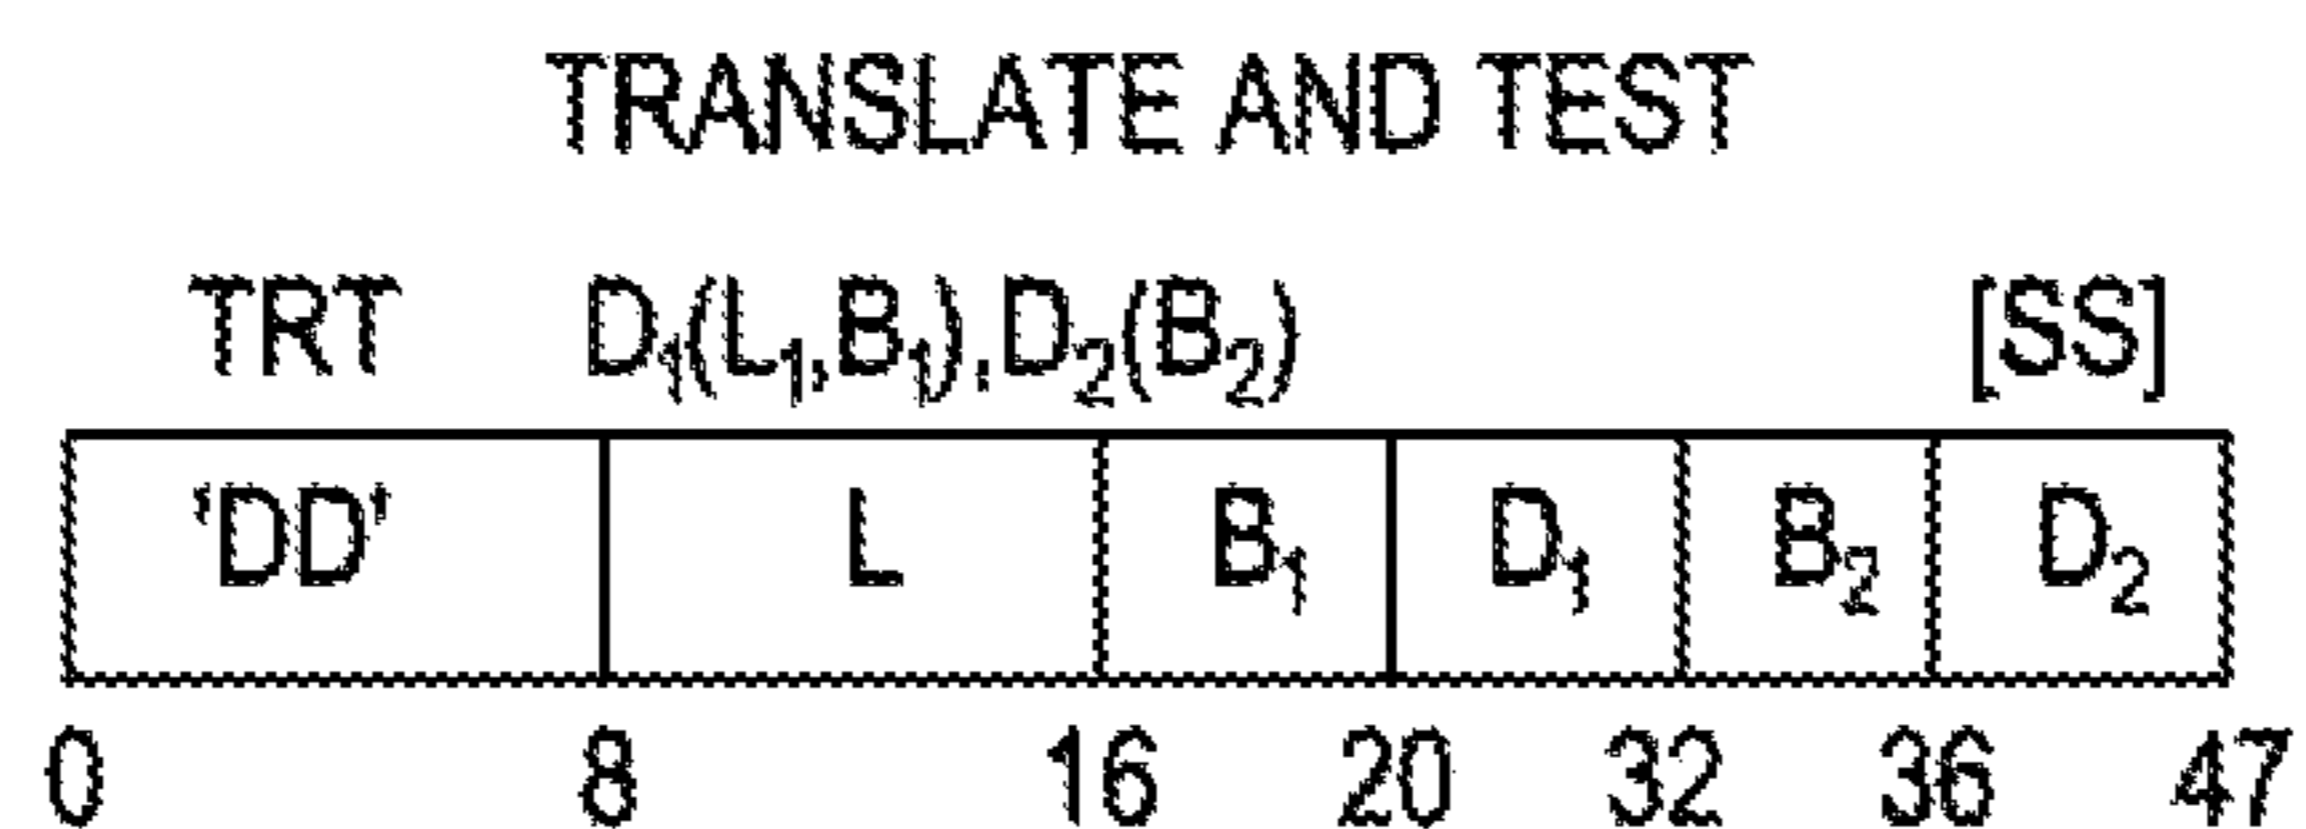 TRANSLATE AND TEST
TRT D₁(L₁,B₁),D₂(B₂) [SS]
'DD' L B₁ D₁ B₂ D₂
0 8 16 20 32 36 47